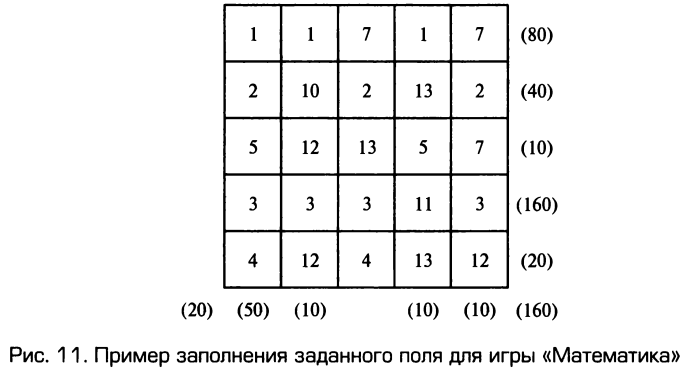 1 1 7 1 7 (80)
2 10 2 13 2 (40)
5 12 13 5 7 (10)
3 3 3 11 3 (160)
4 12 4 13 12 (20)
(20) (50) (10) (10) (10) (160)
Рис. 11. Пример заполнения заданного поля для игры «Математика»